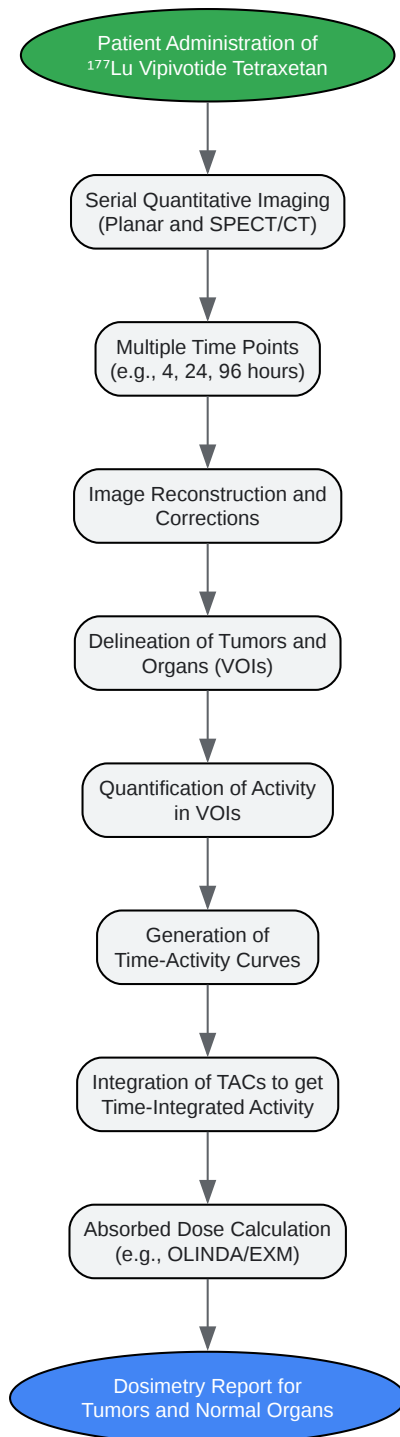 Patient Administration of
¹⁷⁷Lu Vipivotide Tetraxetan
Serial Quantitative Imaging
(Planar and SPECT/CT)
Multiple Time Points
(e.g., 4, 24, 96 hours)
Image Reconstruction and
Corrections
Delineation of Tumors and
Organs (VOIs)
Quantification of Activity
in VOIs
Generation of
Time-Activity Curves
Integration of TACs to get
Time-Integrated Activity
Absorbed Dose Calculation
(e.g., OLINDA/EXM)
Dosimetry Report for
Tumors and Normal Organs